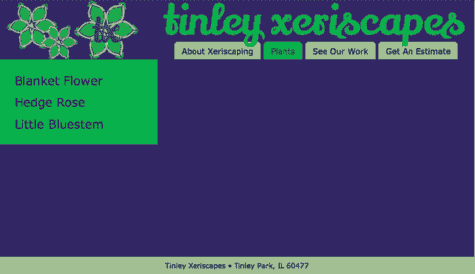 tinley xeriscapes
About Xeriscaping Plants See Our Work Get An Estimate
Blanket Flower
Hedge Rose
Little Bluestem
Tinley Xeriscapes • Tinley Park, IL 60477